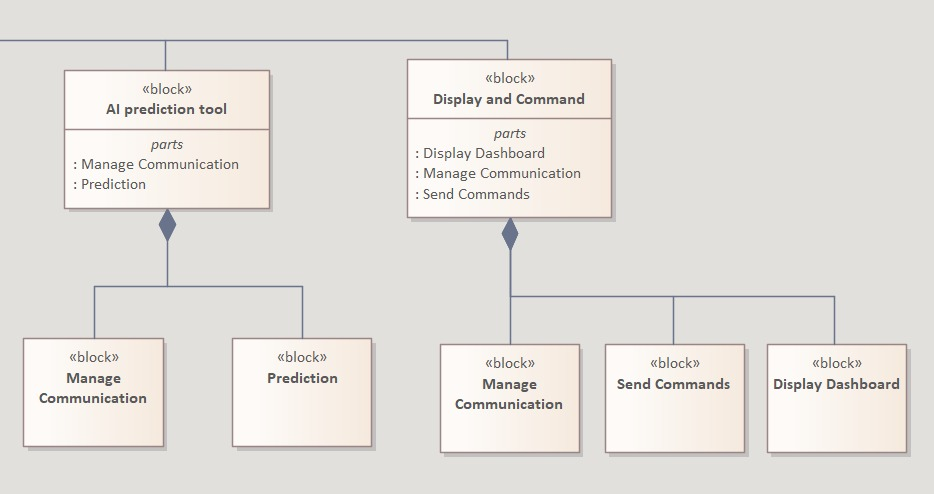 «block»
AI prediction tool
parts
: Manage Communication
: Prediction
«block»
Display and Command
parts
: Display Dashboard
: Manage Communication
: Send Commands
«block»
Manage
Communication
«block»
Prediction
«block»
Manage
Communication
«block»
Send Commands
«block»
Display Dashboard